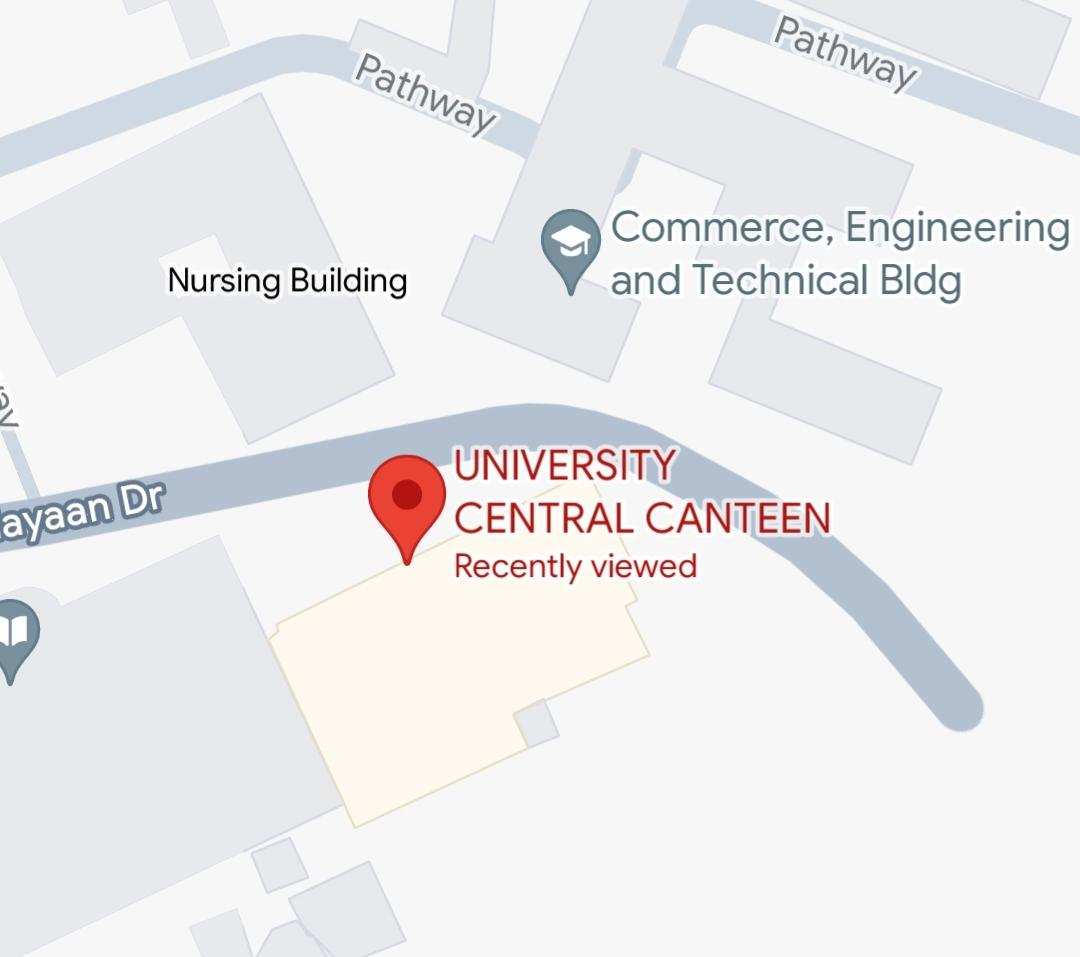 Pathway
Pathway
Commerce, Engineering
and Technical Bldg
Nursing Building
UNIVERSITY
CENTRAL CANTEEN
Recently viewed
ayaan Dr